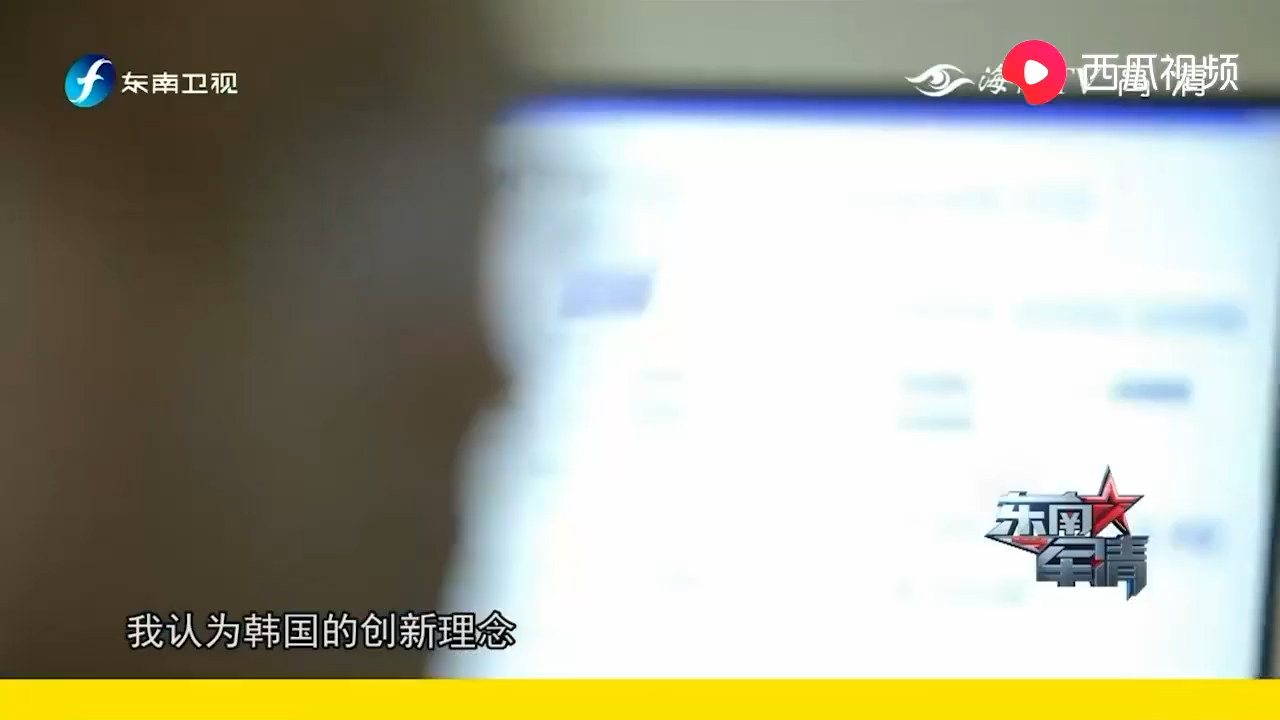 东南卫视
西瓜视频
东南
军情
我认为韩国的创新理念